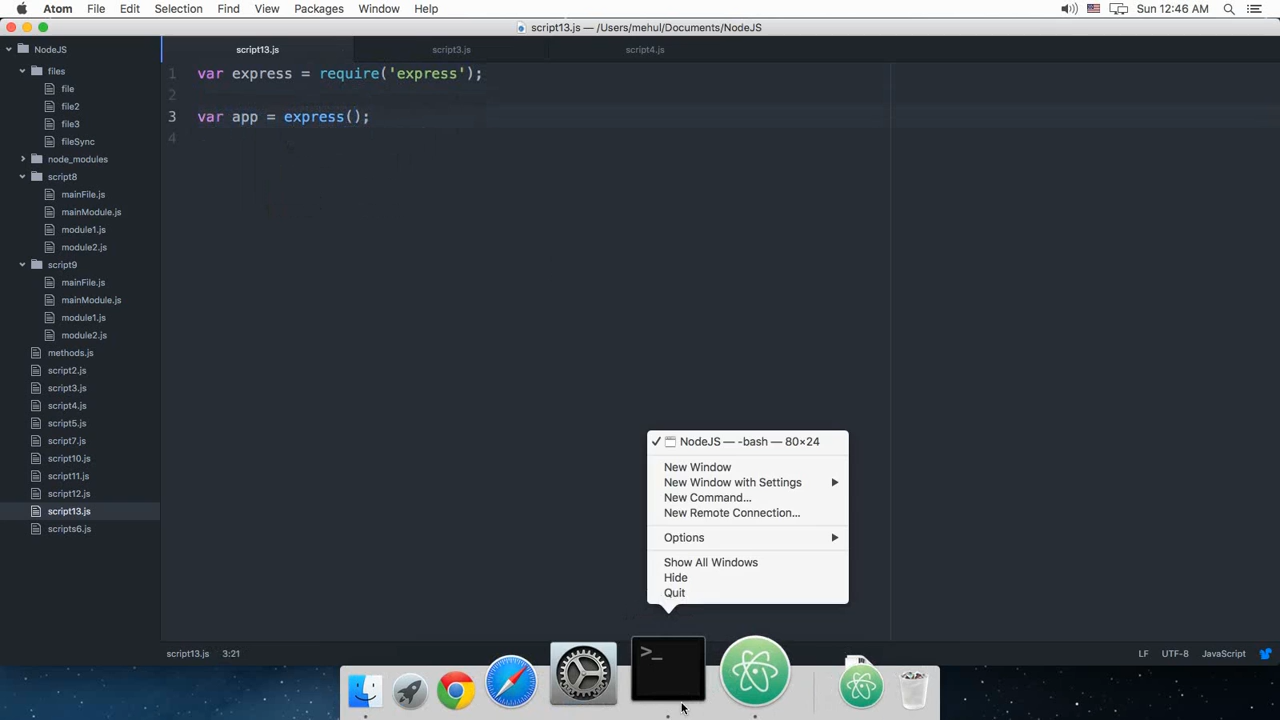 Atom File Edit Selection Find View Packages Window Help Sun 12:46 AM
script13.js — /Users/mehul/Documents/NodeJS
NodeJS
files
file
file2
file3
fileSync
node_modules
script8
mainFile.js
mainModule.js
module1.js
module2.js
script9
mainFile.js
mainModule.js
module1.js
module2.js
methods.js
script2.js
script3.js
script4.js
script5.js
script7.js
script10.js
script11.js
script12.js
script13.js
scripts6.js
script13.js script3.js script4.js
1 var express = require('express');
2
3 var app = express();
4
NodeJS — -bash — 80×24
New Window
New Window with Settings
New Command...
New Remote Connection...
Options
Show All Windows
Hide
Quit
script13.js 3:21 LF UTF-8 JavaScript
>_